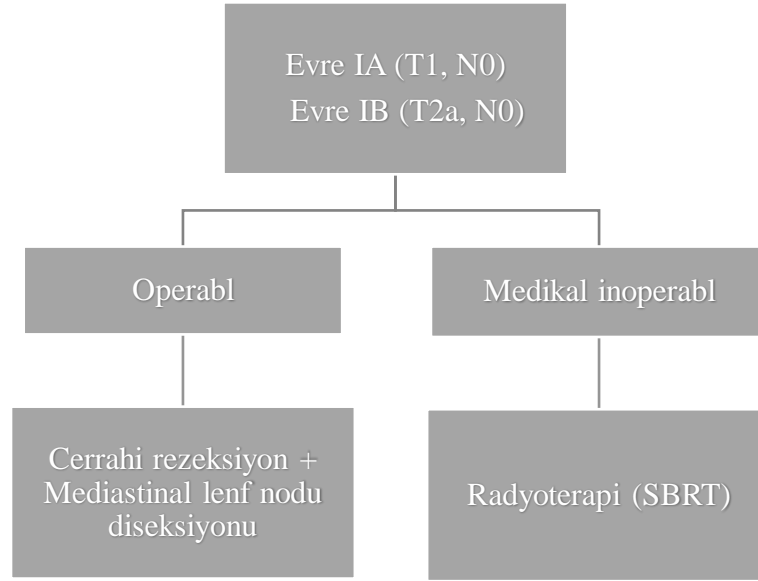 Evre IA (T1, N0)
Evre IB (T2a, N0)
Operabl
Medikal inoperabl
Cerrahi rezeksiyon +
Mediastinal lenf nodu
diseksiyonu
Radyoterapi (SBRT)